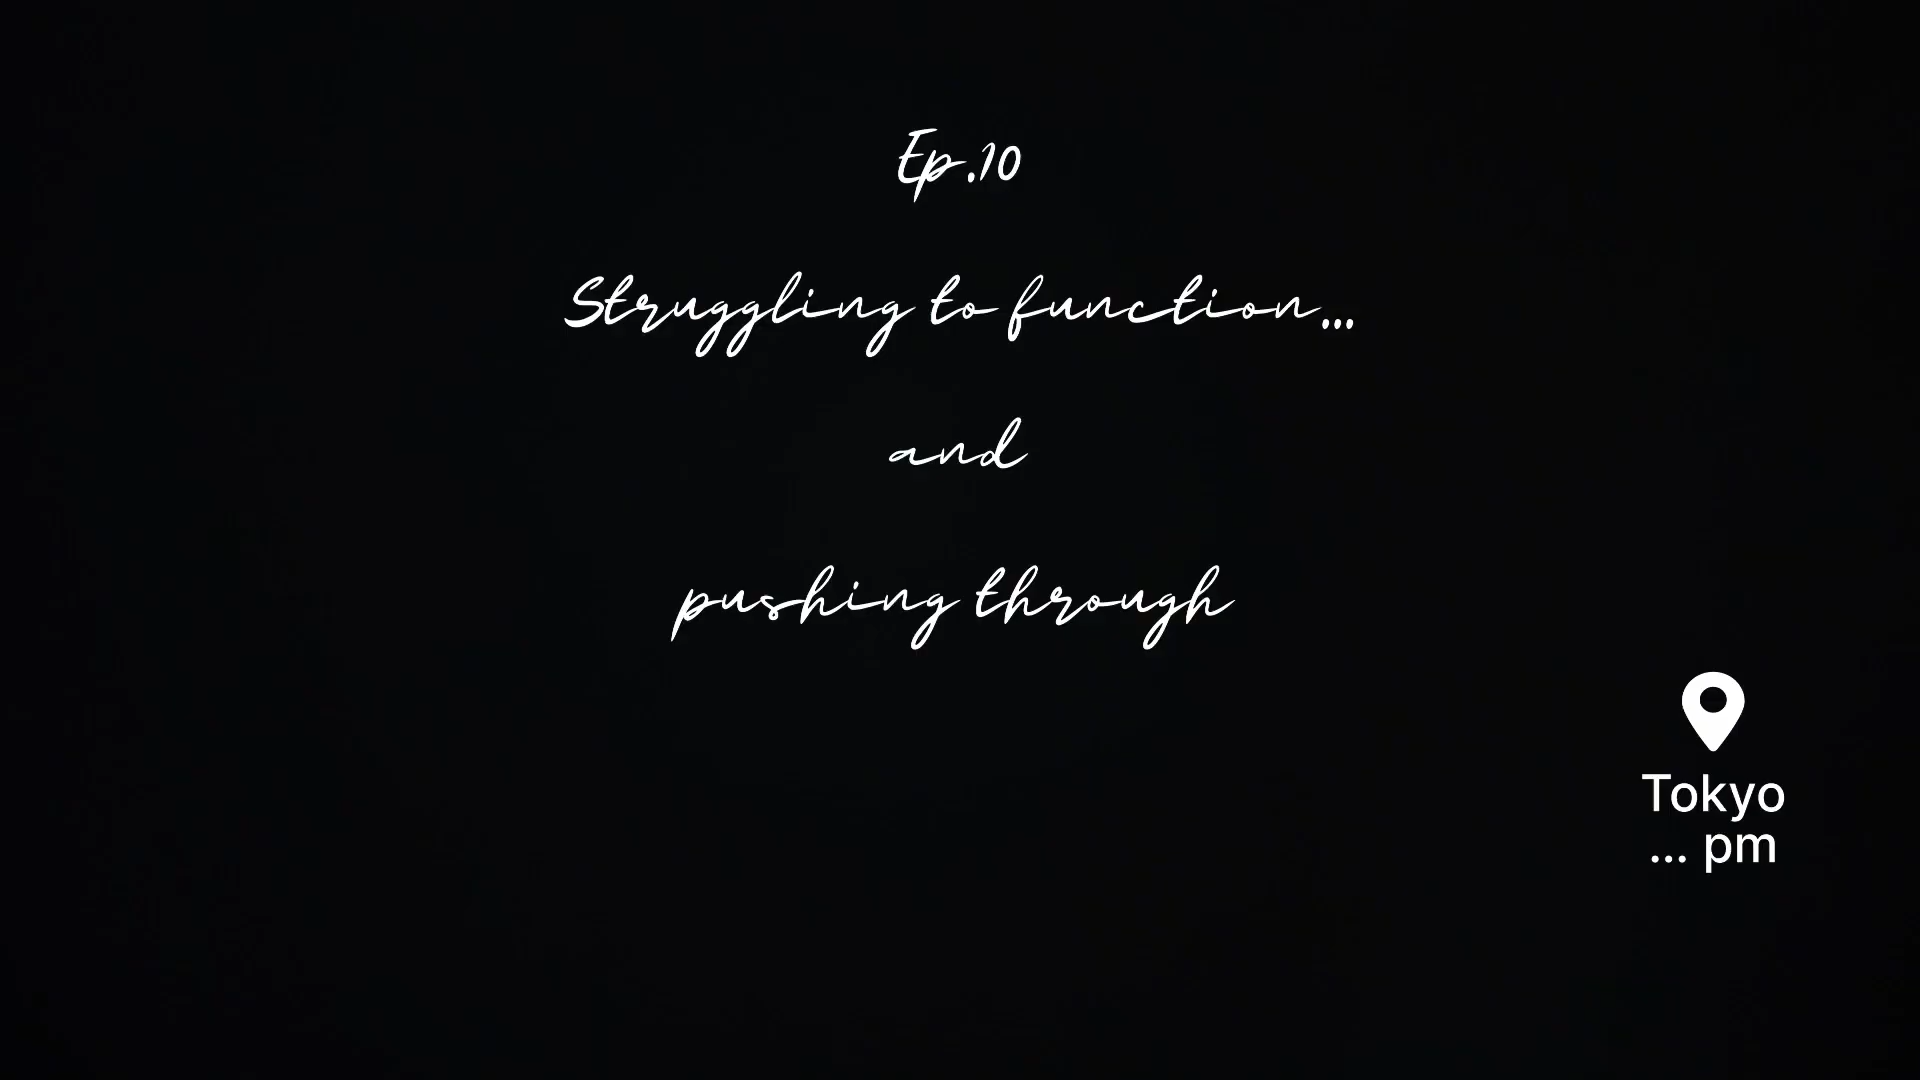 Ep.10
Struggling to function...
and
pushing through
Tokyo
... pm